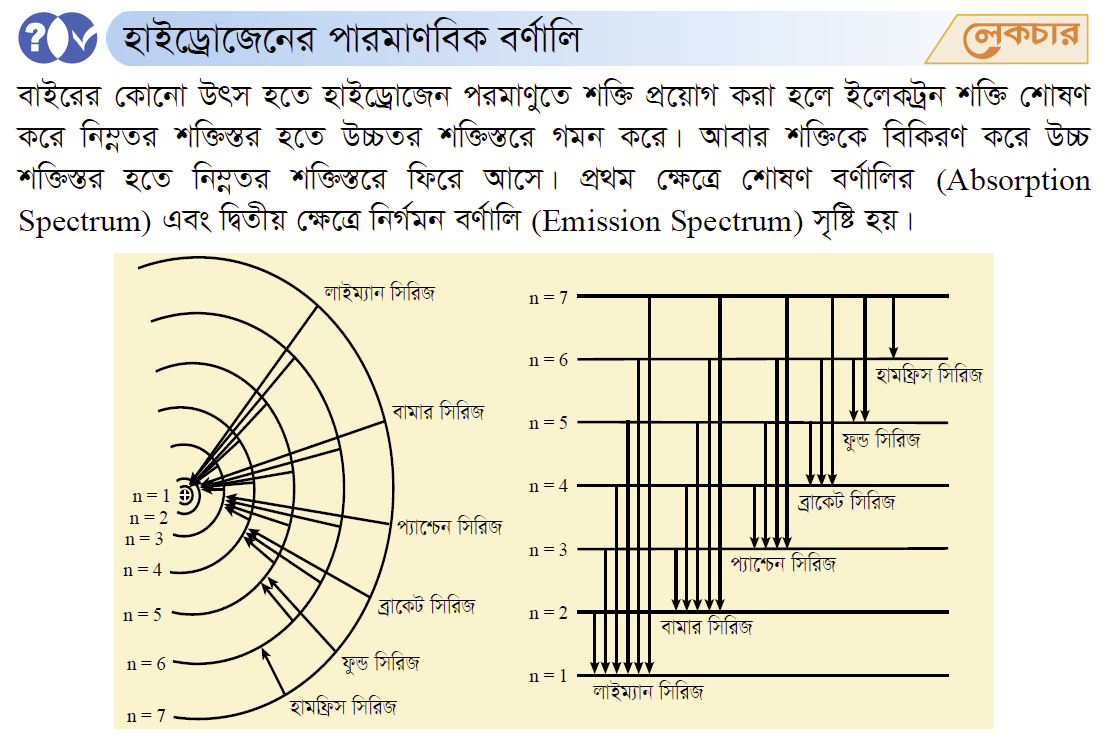 হাইড্রোজেনের পারমাণবিক বর্ণালি
লেকচার
বাইরের কোনো উৎস হতে হাইড্রোজেন পরমাণুতে শক্তি প্রয়োগ করা হলে ইলেকট্রন শক্তি শোষণ
করে নিম্নতর শক্তিস্তর হতে উচ্চতর শক্তিস্তরে গমন করে। আবার শক্তিকে বিকিরণ করে উচ্চ
শক্তিস্তর হতে নিম্নতর শক্তিস্তরে ফিরে আসে। প্রথম ক্ষেত্রে শোষণ বর্ণালির (Absorption
Spectrum) এবং দ্বিতীয় ক্ষেত্রে নির্গমন বর্ণালি (Emission Spectrum) সৃষ্টি হয়।
লাইম্যান সিরিজ
বামার সিরিজ
প্যাশ্চেন সিরিজ
ব্রাকেট সিরিজ
ফুন্ড সিরিজ
হামফ্রিস সিরিজ
n = 1
n = 2
n = 3
n = 4
n = 5
n = 6
n = 7
n = 7
n = 6
হামফ্রিস সিরিজ
n = 5
ফুন্ড সিরিজ
n = 4
ব্রাকেট সিরিজ
n = 3
প্যাশ্চেন সিরিজ
n = 2
বামার সিরিজ
n = 1
লাইম্যান সিরিজ